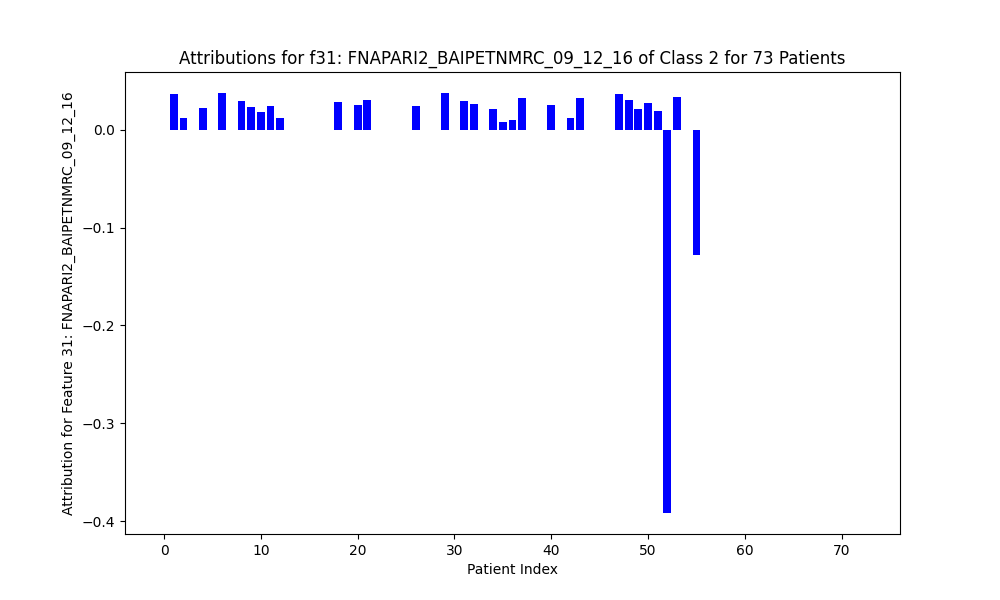 Attributions for f31: FNAPARI2_BAIPETNMRC_09_12_16 of Class 2 for 73 Patients
Attribution for Feature 31: FNAPARI2_BAIPETNMRC_09_12_16
0.0
−0.1
−0.2
−0.3
−0.4
0 10 20 30 40 50 60 70
Patient Index